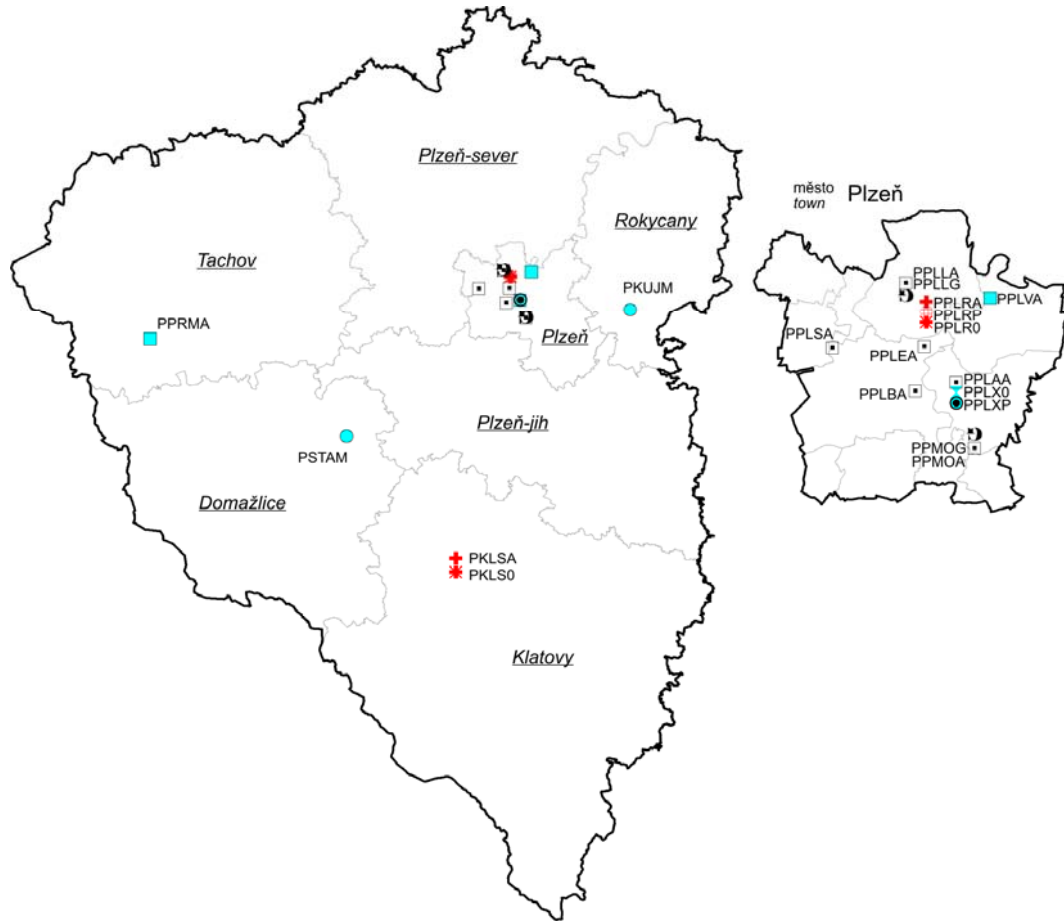 Plzeň-sever
Rokycany
Tachov
PPRMA
PKUJM
Plzeň
Plzeň-jih
PSTAM
Domažlice
PKLSA
PKLS0
Klatovy
město
town
Plzeň
PPLLA
PPLLG
PPLRA
PPLRP
PPLR0
PPLVA
PPLSA
PPLEA
PPLBA
PPLAA
PPLX0
PPLXP
PPMOG
PPMOA